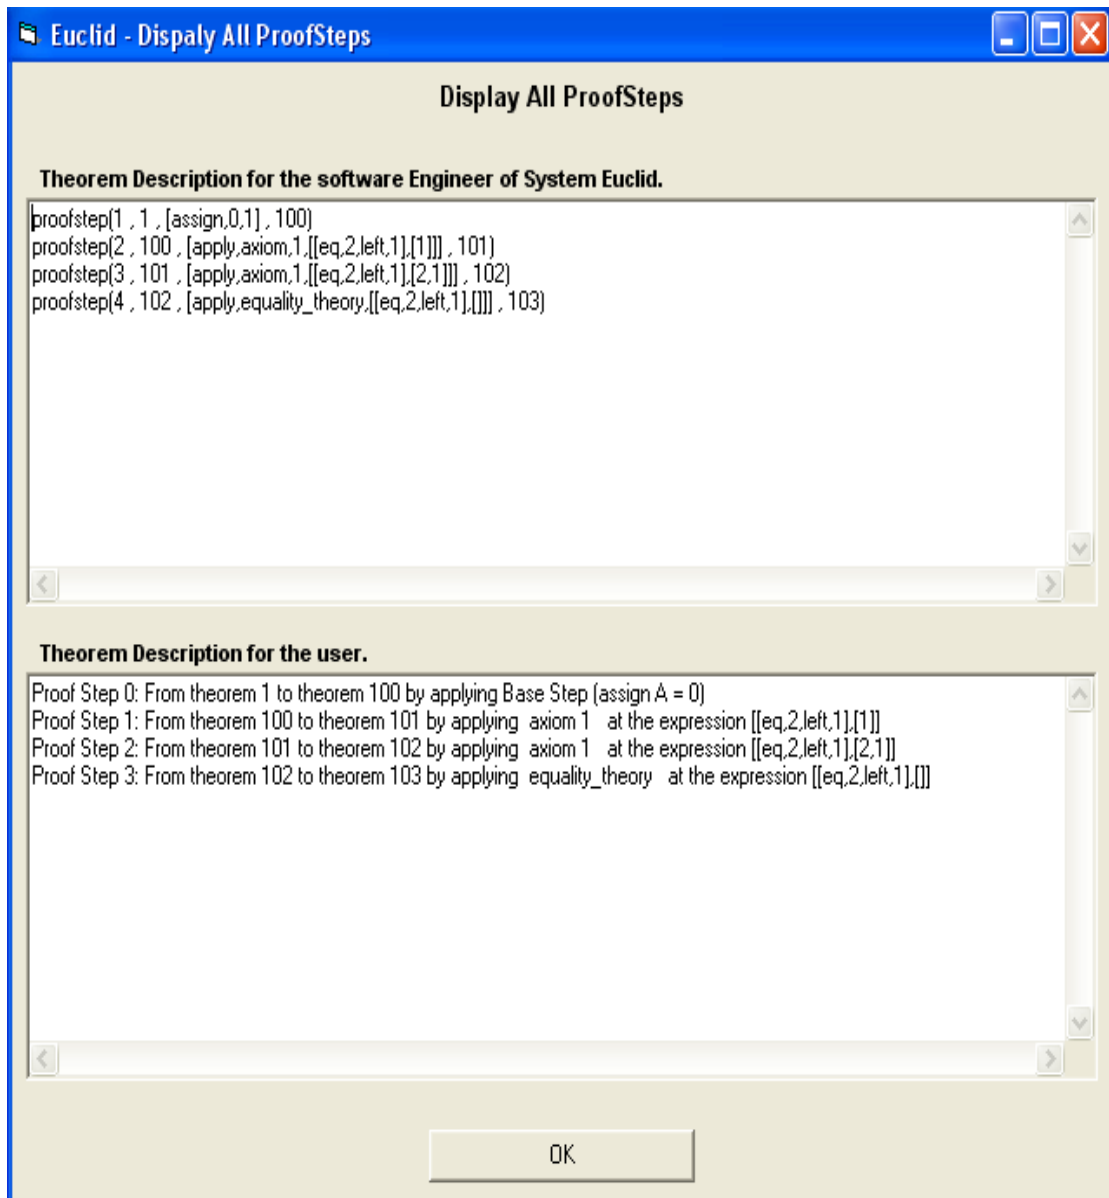 Euclid - Dispaly All ProofSteps
Display All ProofSteps
Theorem Description for the software Engineer of System Euclid.
proofstep(1 , 1 , [assign,0,1] , 100)
proofstep(2 , 100 , [apply,axiom,1,[[eq,2,left,1],[1]]] , 101)
proofstep(3 , 101 , [apply,axiom,1,[[eq,2,left,1],[2,1]]] , 102)
proofstep(4 , 102 , [apply,equality_theory,[[eq,2,left,1],[]]] , 103)
Theorem Description for the user.
Proof Step 0: From theorem 1 to theorem 100 by applying Base Step (assign A = 0)
Proof Step 1: From theorem 100 to theorem 101 by applying  axiom 1   at the expression [[eq,2,left,1],[1]]
Proof Step 2: From theorem 101 to theorem 102 by applying  axiom 1   at the expression [[eq,2,left,1],[2,1]]
Proof Step 3: From theorem 102 to theorem 103 by applying  equality_theory   at the expression [[eq,2,left,1],[]]
OK